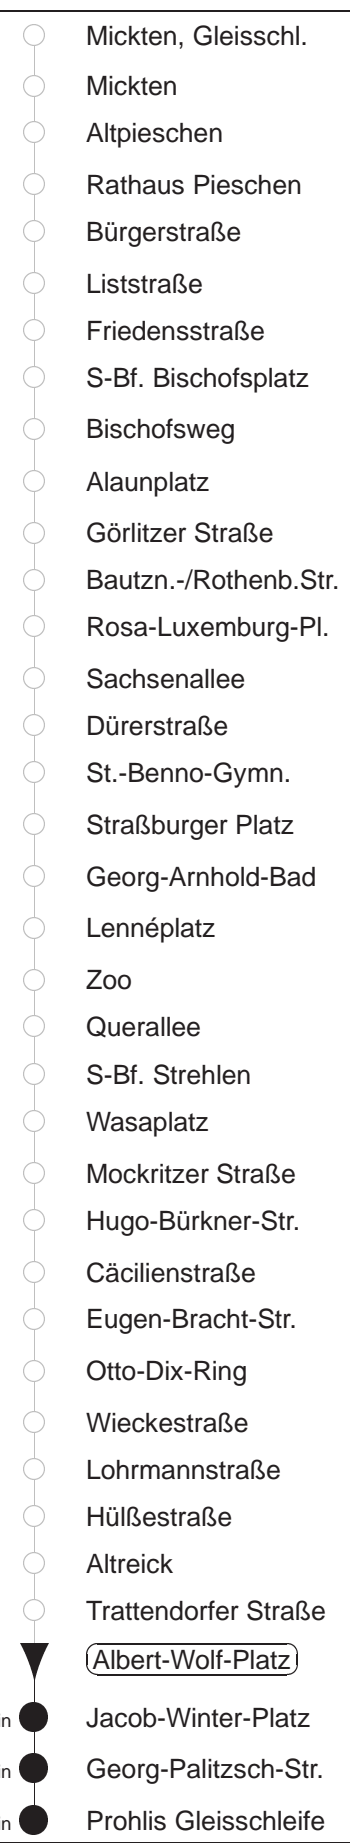 Mickten, Gleisschl.
Mickten
Altpieschen
Rathaus Pieschen
Bürgerstraße
Liststraße
Friedensstraße
S-Bf. Bischofsplatz
Bischofsweg
Alaunplatz
Görlitzer Straße
Bautzn.-/Rothenb.Str.
Rosa-Luxemburg-Pl.
Sachsenallee
Dürerstraße
St.-Benno-Gymn.
Straßburger Platz
Georg-Arnhold-Bad
Lennéplatz
Zoo
Querallee
S-Bf. Strehlen
Wasaplatz
Mockritzer Straße
Hugo-Bürkner-Str.
Cäcilienstraße
Eugen-Bracht-Str.
Otto-Dix-Ring
Wieckestraße
Lohrmannstraße
Hülßestraße
Altreick
Trattendorfer Straße
Albert-Wolf-Platz
Jacob-Winter-Platz
Georg-Palitzsch-Str.
Prohlis Gleisschleife